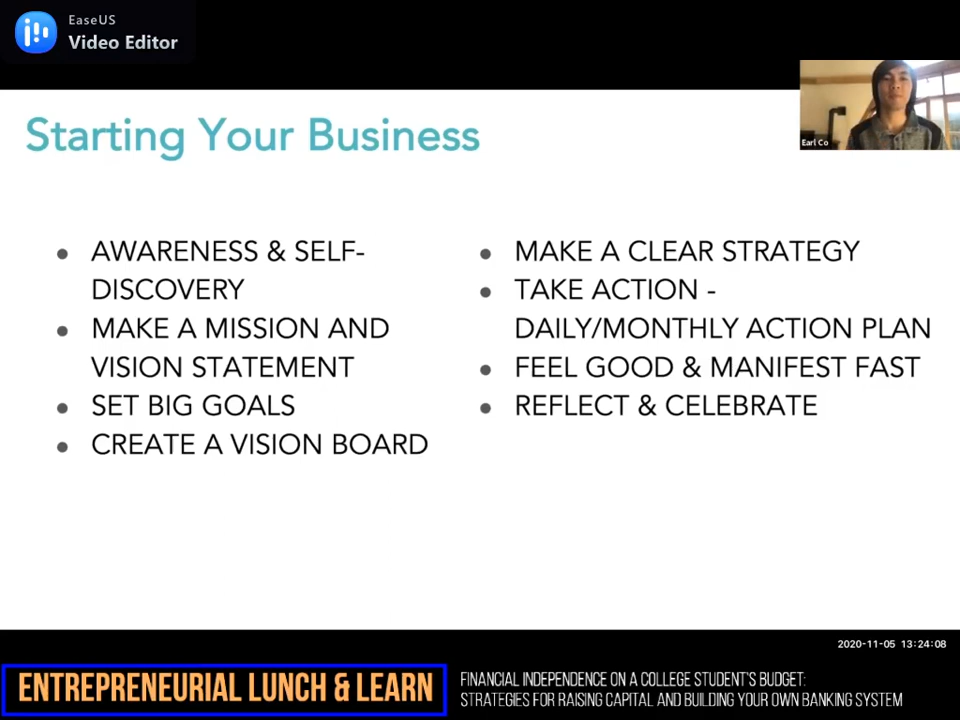 EaseUS
Video Editor
Starting Your Business
Earl Co
● AWARENESS & SELF-
DISCOVERY
● MAKE A MISSION AND
VISION STATEMENT
● SET BIG GOALS
● CREATE A VISION BOARD
● MAKE A CLEAR STRATEGY
● TAKE ACTION -
DAILY/MONTHLY ACTION PLAN
● FEEL GOOD & MANIFEST FAST
● REFLECT & CELEBRATE
2020-11-05 13:24:08
ENTREPRENEURIAL LUNCH & LEARN
FINANCIAL INDEPENDENCE ON A COLLEGE STUDENT'S BUDGET:
STRATEGIES FOR RAISING CAPITAL AND BUILDING YOUR OWN BANKING SYSTEM